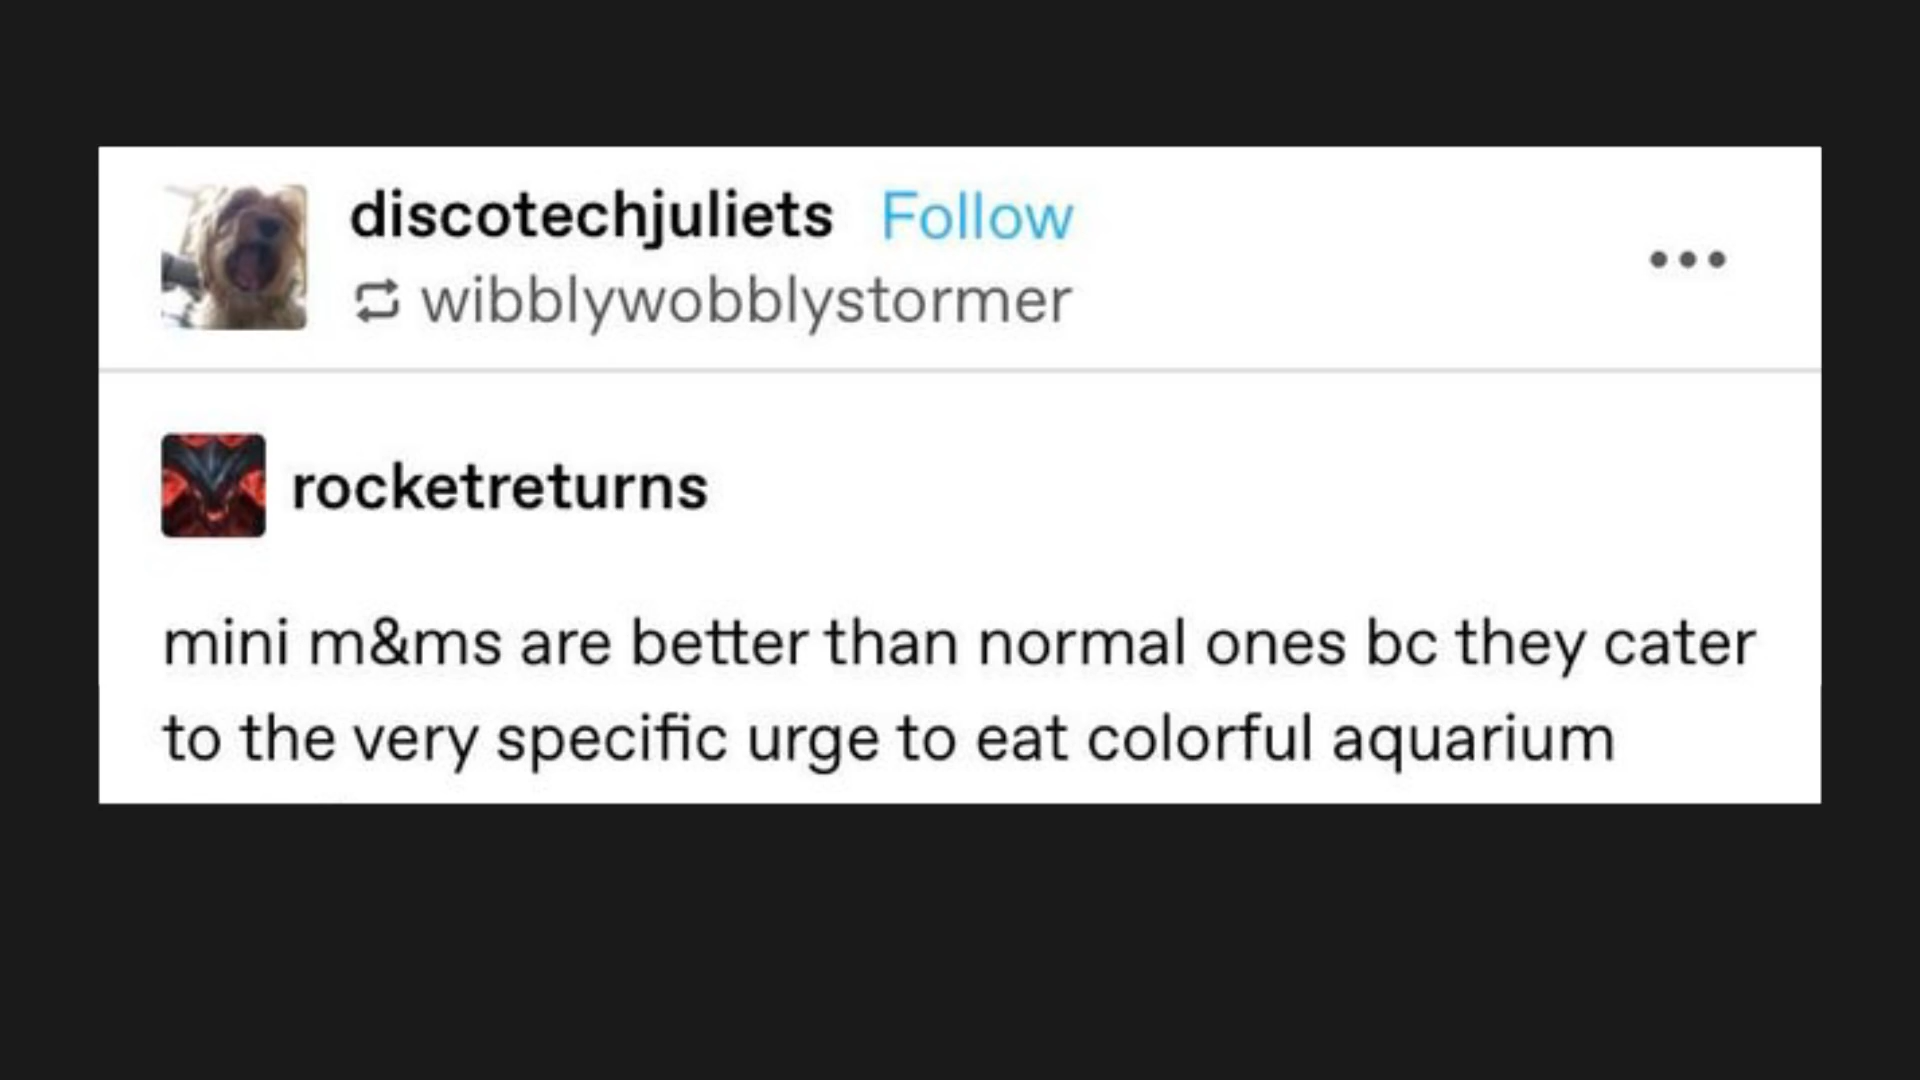 discotechjuliets Follow
wibblywobblystormer
rocketreturns
mini m&ms are better than normal ones bc they cater
to the very specific urge to eat colorful aquarium